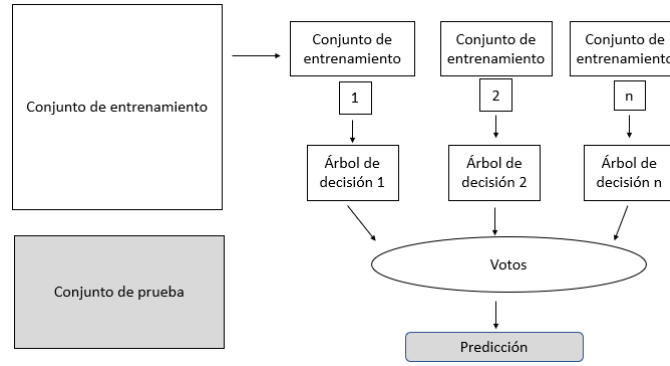 Conjunto de entrenamiento
Conjunto de
entrenamiento
Conjunto de
entrenamiento
Conjunto de
entrenamiento
1
2
n
Árbol de
decisión 1
Árbol de
decisión 2
Árbol de
decisión n
Conjunto de prueba
Votos
Predicción